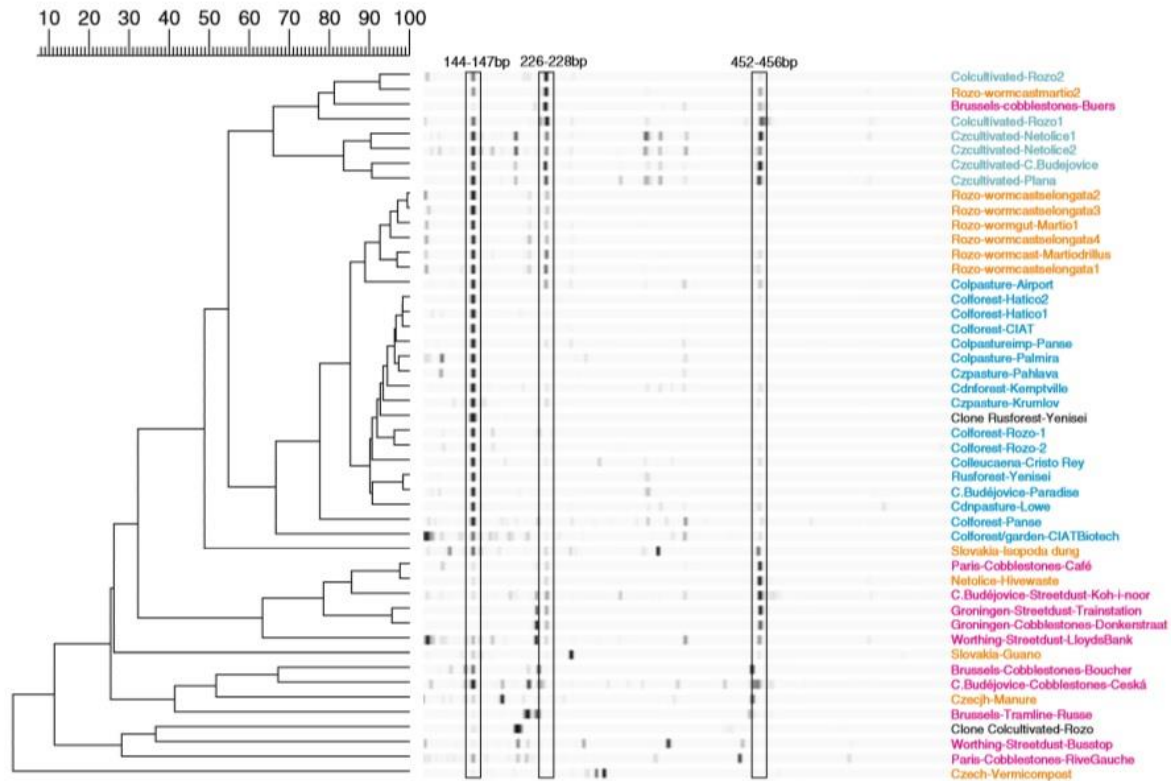 10 20 30 40 50 60 70 80 90 100
144-147bp 226-228bp 452-456bp
Colcultivated-Rozo2
Rozo-wormcastmartio2
Brussels-cobblestones-Buers
Colcultivated-Rozo1
Czcultivated-Netolice1
Czcultivated-Netolice2
Czcultivated-C.Budejovice
Czcultivated-Plana
Rozo-wormcastselongata2
Rozo-wormcastselongata3
Rozo-wormgut-Martio1
Rozo-wormcastselongata4
Rozo-wormcast-Martiodrillus
Rozo-wormcastselongata1
Colpasture-Airport
Colforest-Hatico2
Colforest-Hatico1
Colforest-CIAT
Colpastureimp-Panse
Colpasture-Palmira
Czpasture-Pahlava
Cdnforest-Kemptville
Czpasture-Krumlov
Clone Rusforest-Yenisei
Colforest-Rozo-1
Colforest-Rozo-2
Colleucaena-Cristo Rey
Rusforest-Yenisei
C.Budéjovice-Paradise
Cdnpasture-Lowe
Colforest-Panse
Colforest/garden-CIATBiotech
Slovakia-Isopoda dung
Paris-Cobblestones-Café
Netolice-Hivewaste
C.Budéjovice-Streetdust-Koh-i-noor
Groningen-Streetdust-Trainstation
Groningen-Cobblestones-Donkerstraat
Worthing-Streetdust-LloydsBank
Slovakia-Guano
Brussels-Cobblestones-Boucher
C.Budéjovice-Cobblestones-Ceská
Czecjh-Manure
Brussels-Tramline-Russe
Clone Colcultivated-Rozo
Worthing-Streetdust-Busstop
Paris-Cobblestones-RiveGauche
Czech-Vermicompost